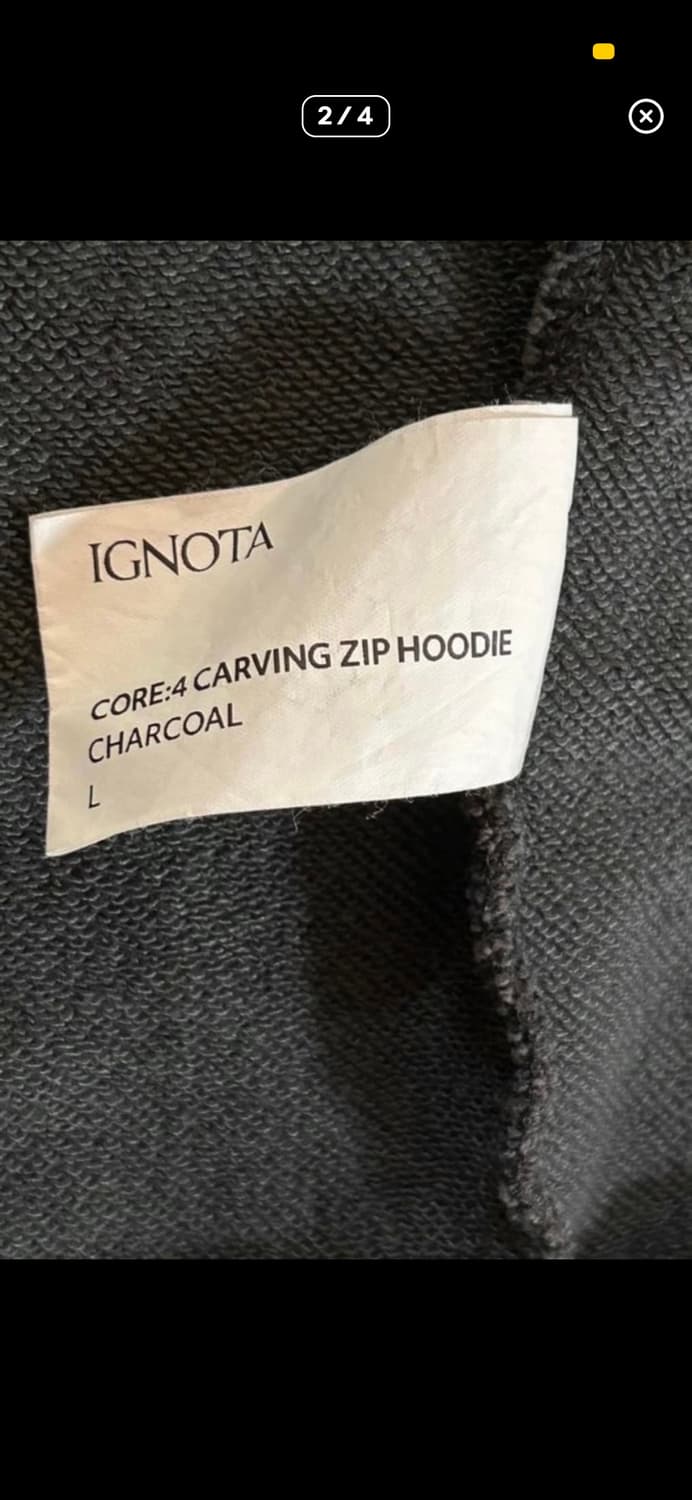 2/4
IGNOTA
CORE:4 CARVING ZIP HOODIE
CHARCOAL
L